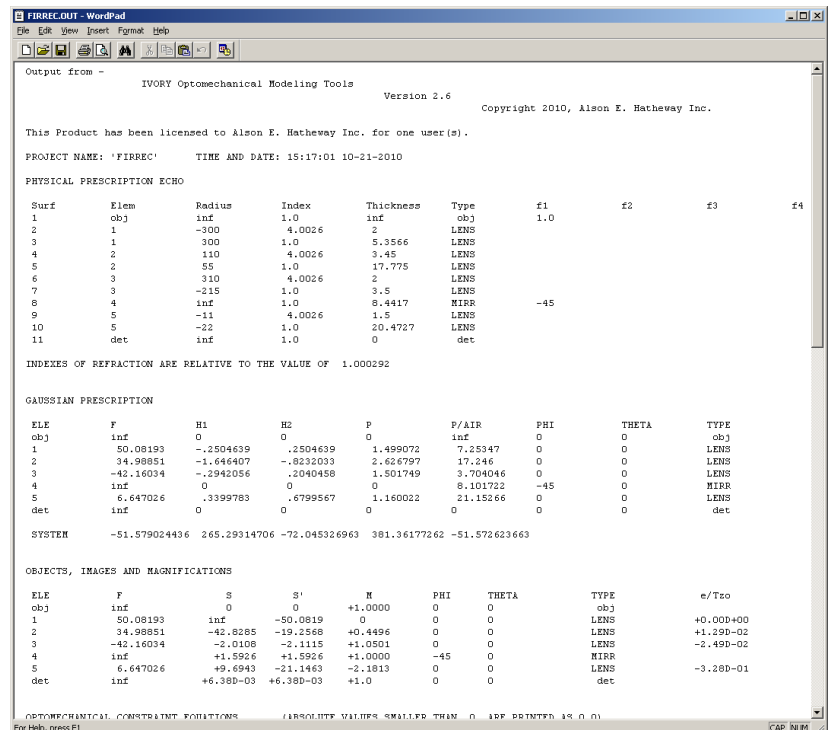 FIRREC.OUT - WordPad
File Edit View Insert Format Help
Output from -
IVORY Optomechanical Modeling Tools
Version 2.6
Copyright 2010, Alson E. Hatheway Inc.
This Product has been licensed to Alson E. Hatheway Inc. for one user(s).
PROJECT NAME: 'FIRREC' TIME AND DATE: 15:17:01 10-21-2010
PHYSICAL PRESCRIPTION ECHO
Surf Elem Radius Index Thickness Type f1 f2 f3 f4
1 obj inf 1.0 inf obj 1.0
2 1 -300 4.0026 2 LENS
3 1 300 1.0 5.3566 LENS
4 2 110 4.0026 3.45 LENS
5 2 55 1.0 17.775 LENS
6 3 310 4.0026 2 LENS
7 3 -215 1.0 3.5 LENS
8 4 inf 1.0 8.4417 MIRR -45
9 5 -11 4.0026 1.5 LENS
10 5 -22 1.0 20.4727 LENS
11 det inf 1.0 0 det
INDEXES OF REFRACTION ARE RELATIVE TO THE VALUE OF 1.000292
GAUSSIAN PRESCRIPTION
ELE F H1 H2 P P/AIR PHI THETA TYPE
obj inf 0 0 0 inf 0 0 obj
1 50.08193 -.2504639 .2504639 1.499072 7.25347 0 0 LENS
2 34.98851 -1.646407 -.8232033 2.626797 17.246 0 0 LENS
3 -42.16034 -.2942056 .2040458 1.501749 3.704046 0 0 LENS
4 inf 0 0 0 8.101722 -45 0 MIRR
5 6.647026 .3399783 .6799567 1.160022 21.15266 0 0 LENS
det inf 0 0 0 0 0 0 det
SYSTEM -51.579024436 265.29314706 -72.045326963 381.36177262 -51.572623663
OBJECTS, IMAGES AND MAGNIFICATIONS
ELE F S S' M PHI THETA TYPE e/Tzo
obj inf 0 0 +1.0000 0 0 obj
1 50.08193 inf -50.0819 0 0 0 LENS +0.00D+00
2 34.98851 -42.8285 -19.2568 +0.4496 0 0 LENS +1.29D-02
3 -42.16034 -2.0108 -2.1115 +1.0501 0 0 LENS -2.49D-02
4 inf +1.5926 +1.5926 +1.0000 -45 0 MIRR
5 6.647026 +9.6943 -21.1463 -2.1813 0 0 LENS -3.28D-01
det inf +6.38D-03 +6.38D-03 +1.0 0 0 det
OPTOMECHANICAL CONSTRAINT EQUATIONS (ABSOLUTE VALUES SMALLER THAN 0 ARE PRINTED AS 0.0)
For Help, press F1
CAP NUM